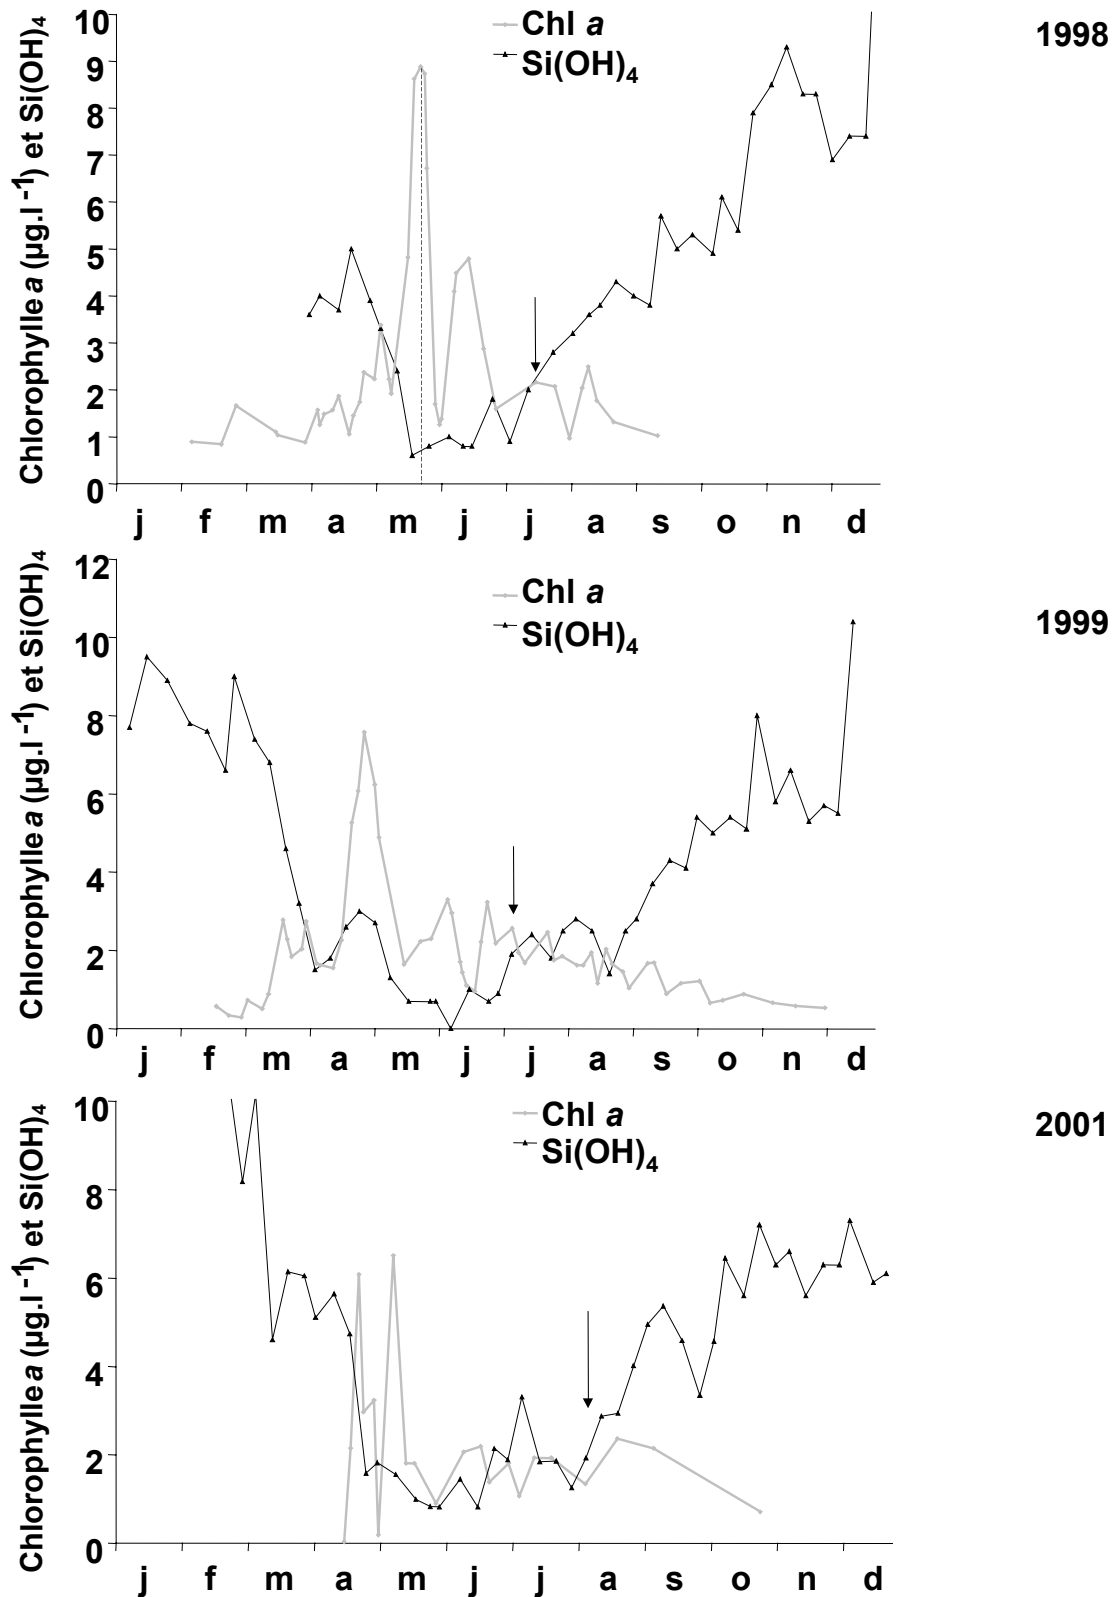 Chl a
Si(OH)4
1998
Chlorophylle a (µg.l-1) et Si(OH)4
10
9
8
7
6
5
4
3
2
1
0
j f m a m j j a s o n d
Chl a
Si(OH)4
1999
Chlorophylle a (µg.l-1) et Si(OH)4
12
10
8
6
4
2
0
j f m a m j j a s o n d
Chl a
Si(OH)4
2001
Chlorophylle a (µg.l-1) et Si(OH)4
10
8
6
4
2
0
j f m a m j j a s o n d